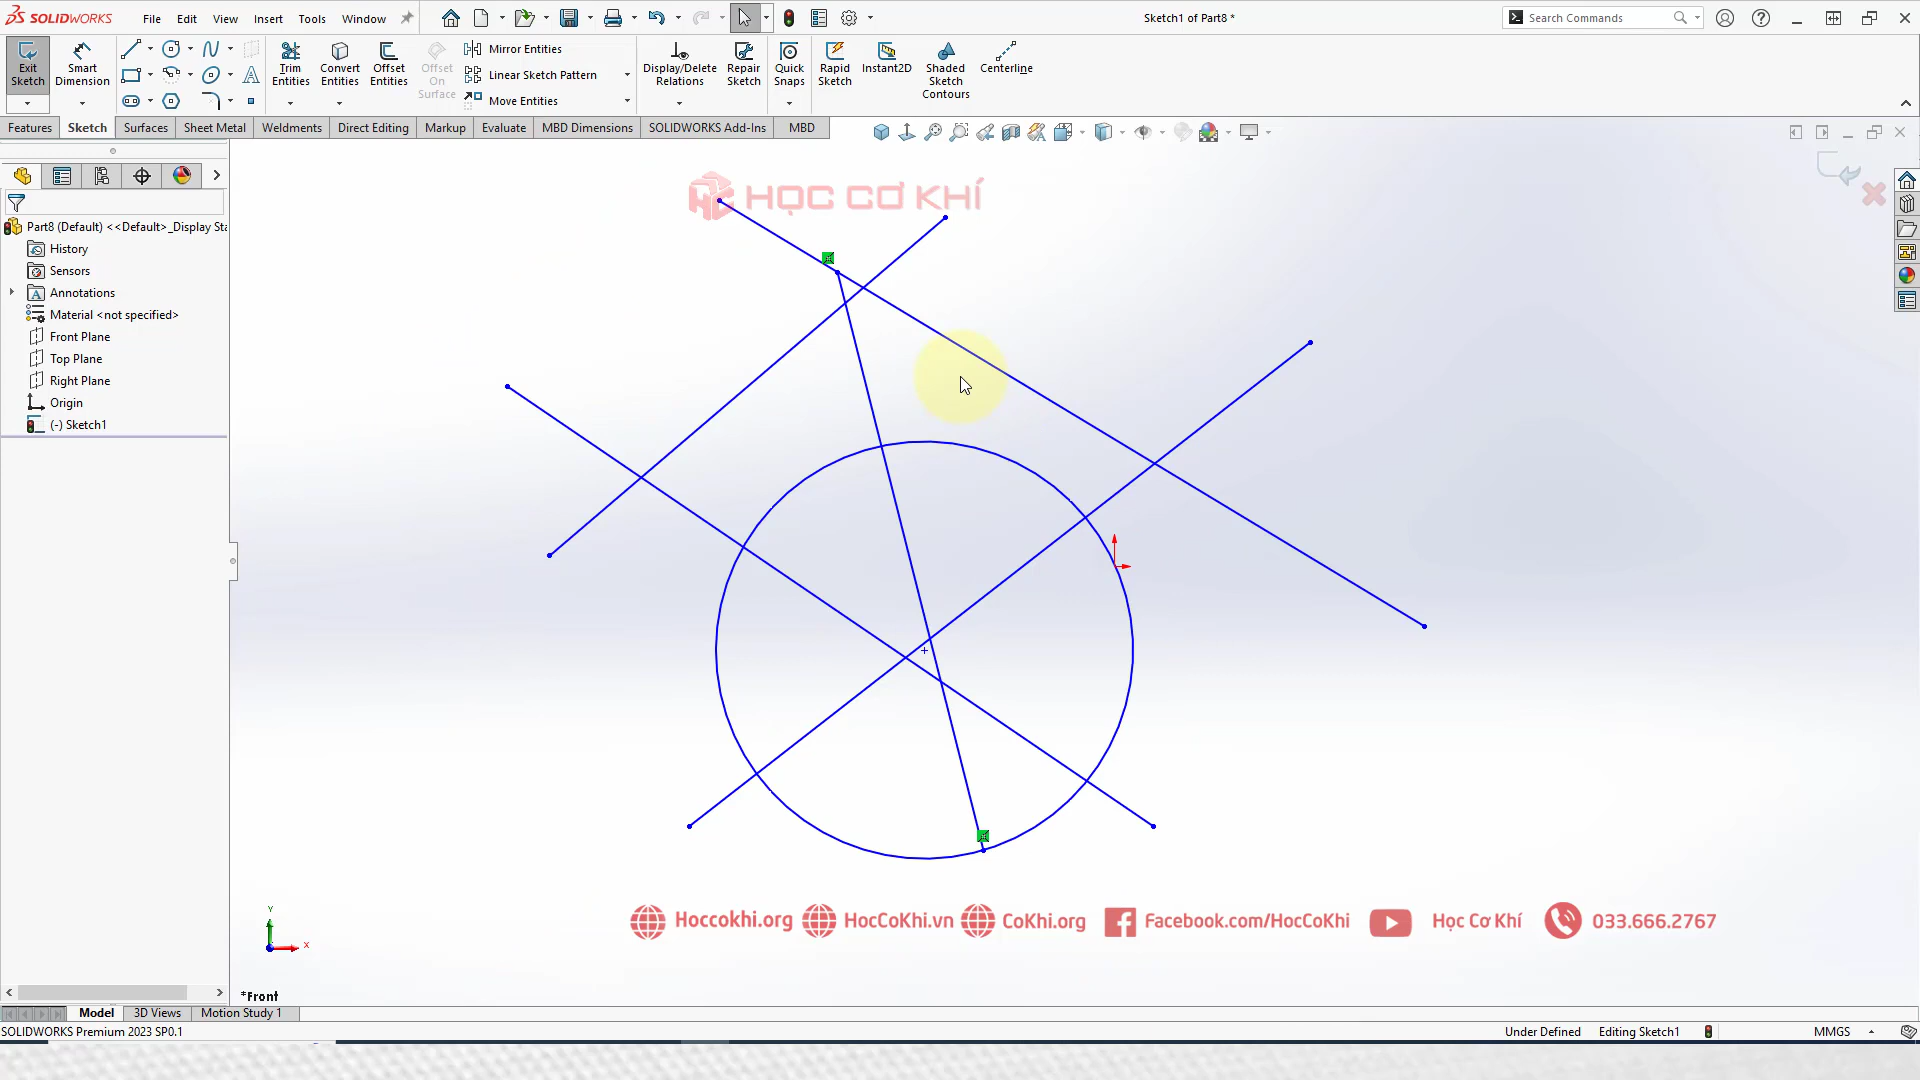 SOLIDWORKS File Edit View Insert Tools Window Sketch1 of Part8 * Search Commands
Exit Sketch
Smart Dimension
Trim Entities
Convert Entities
Offset Entities
Offset On Surface
Mirror Entities
Linear Sketch Pattern
Move Entities
Display/Delete Relations
Repair Sketch
Quick Snaps
Rapid Sketch
Instant2D
Shaded Sketch Contours
Centerline
Features Sketch Surfaces Sheet Metal Weldments Direct Editing Markup Evaluate MBD Dimensions SOLIDWORKS Add-Ins MBD
HỌC CƠ KHÍ
Part8 (Default) <<Default>_Display Sta
History
Sensors
Annotations
Material <not specified>
Front Plane
Top Plane
Right Plane
Origin
(-) Sketch1
Y
X
*Front
Hoccokhi.org HocCoKhi.vn CoKhi.org Facebook.com/HocCoKhi Học Cơ Khí 033.666.2767
Model 3D Views Motion Study 1
SOLIDWORKS Premium 2023 SP0.1 Under Defined Editing Sketch1 MMGS